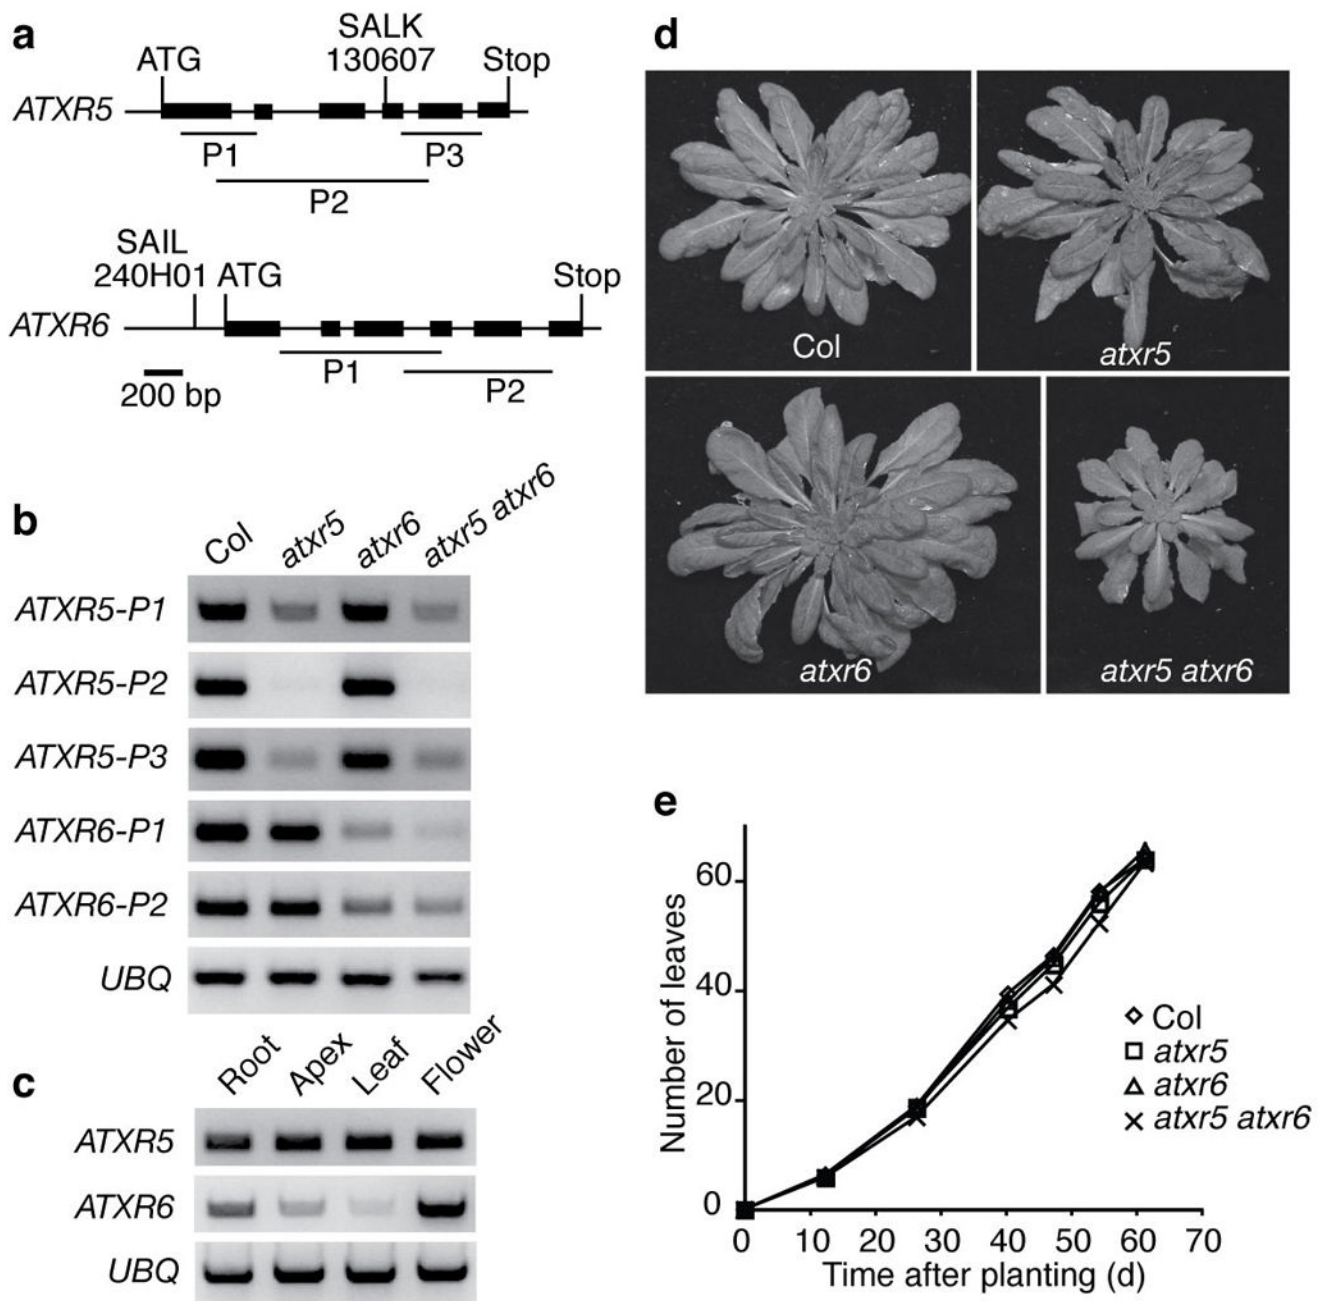 a
SALK
130607
ATG
Stop
ATXR5
P1
P3
P2
SAIL
240H01
ATG
Stop
ATXR6
P1
P2
200 bp
b
Col
atxr5
atxr6
atxr5 atxr6
ATXR5-P1
ATXR5-P2
ATXR5-P3
ATXR6-P1
ATXR6-P2
UBQ
c
Root
Apex
Leaf
Flower
ATXR5
ATXR6
UBQ
d
Col
atxr5
atxr6
atxr5 atxr6
e
Number of leaves
60
40
20
0
0 10 20 30 40 50 60 70
Time after planting (d)
Col
atxr5
atxr6
atxr5 atxr6